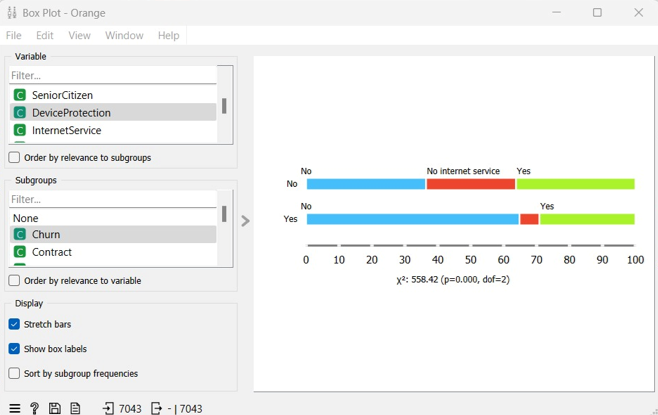 Box Plot - Orange
File Edit View Window Help
Variable
Filter...
C SeniorCitizen
C DeviceProtection
C InternetService
Order by relevance to subgroups
Subgroups
Filter...
None
C Churn
C Contract
Order by relevance to variable
Display
Stretch bars
Show box labels
Sort by subgroup frequencies
? 7043 - | 7043
No No internet service Yes
No
No Yes
Yes
0 10 20 30 40 50 60 70 80 90 100
χ²: 558.42 (p=0.000, dof=2)